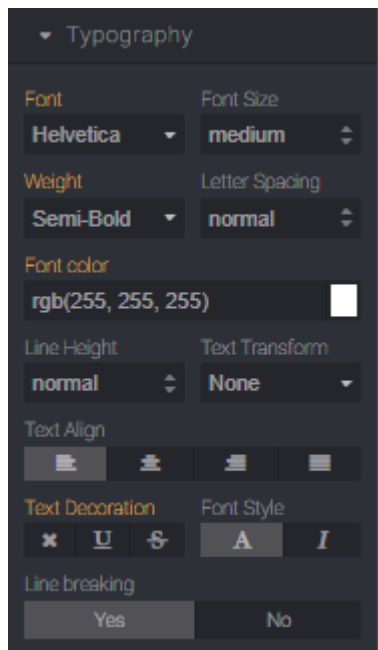 Typography
Font Font Size
Helvetica medium
Weight Letter Spacing
Semi-Bold normal
Font color
rgb(255, 255, 255)
Line Height Text Transform
normal None
Text Align
Text Decoration Font Style
U S A I
Line breaking
Yes No